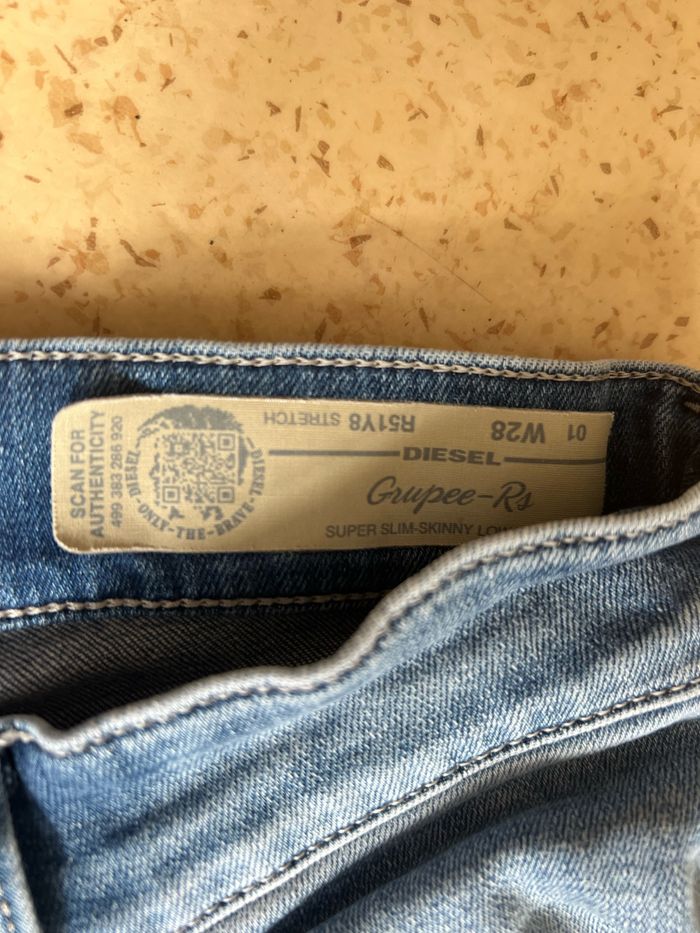 SCAN FOR
AUTHENTICITY
499 383 286 920
DIESEL
DIESEL
ONLY-THE-BRAVE
R51Y8 STRETCH
01 W28
DIESEL
Grupee-Rs
SUPER SLIM-SKINNY